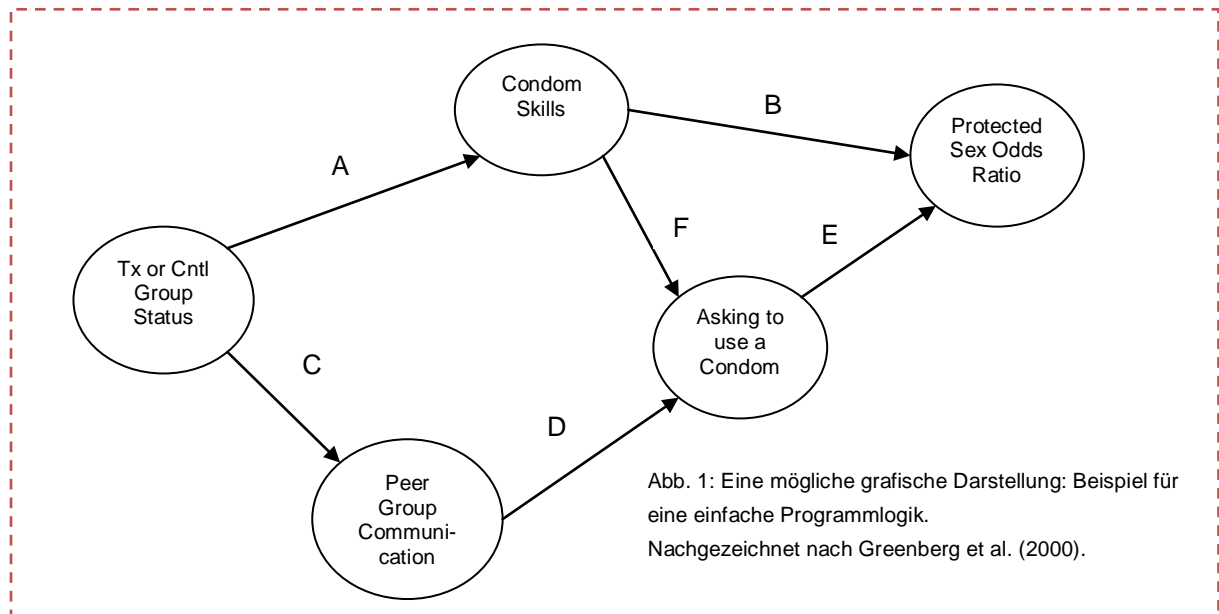 Condom
Skills
B
Protected
Sex Odds
Ratio
A
F
E
Tx or Cntl
Group
Status
Asking to
use a
Condom
C
D
Peer
Group
Communi-
cation
Abb. 1: Eine mögliche grafische Darstellung: Beispiel für
eine einfache Programmlogik.
Nachgezeichnet nach Greenberg et al. (2000).